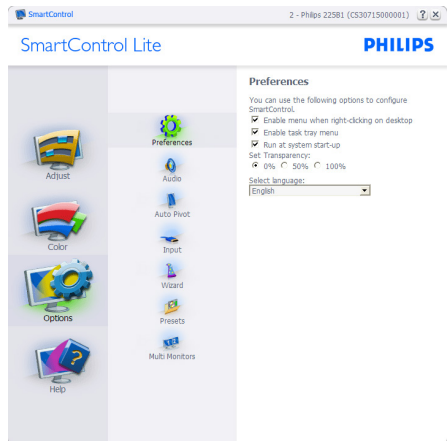 SmartControl
2 - Philips 225B1 (CS30715000001)
SmartControl Lite
PHILIPS
Adjust
Color
Options
Help
Preferences
Audio
Auto Pivot
Input
Wizard
Presets
Multi Monitors
Preferences
You can use the following options to configure
SmartControl.
Enable menu when right-clicking on desktop
Enable task tray menu
Run at system start-up
Set Transparency:
0% 50% 100%
Select language:
English